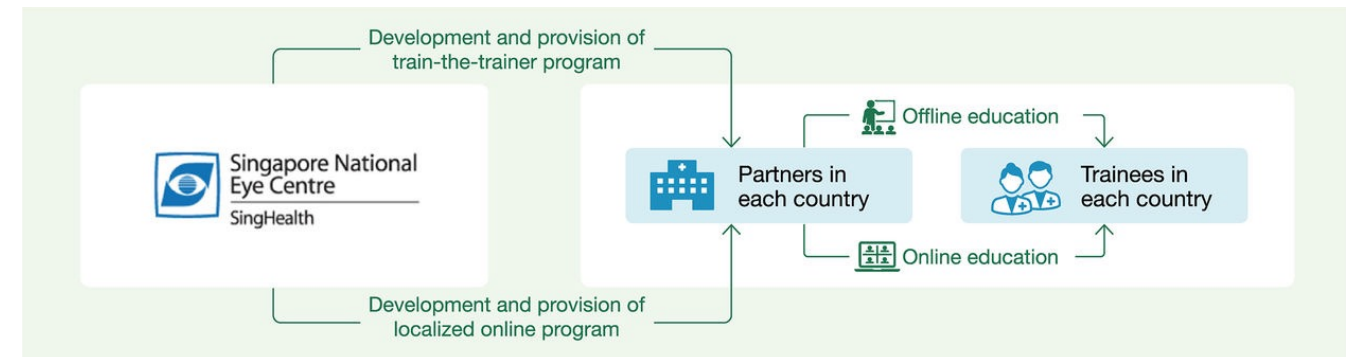 Development and provision of
train-the-trainer program
Singapore National
Eye Centre
SingHealth
Offline education
Partners in
each country
Trainees in
each country
Online education
Development and provision of
localized online program